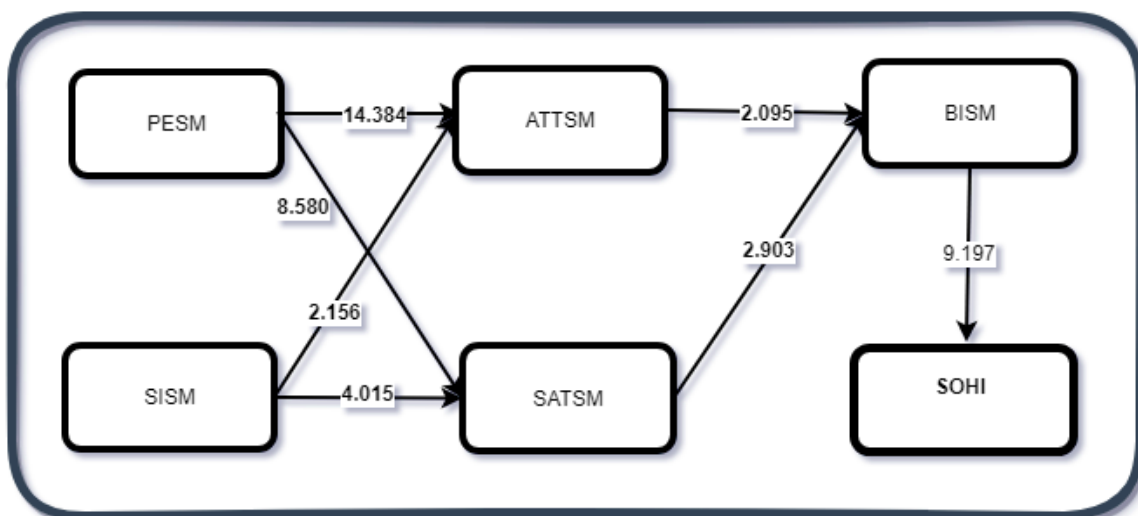 PESM
14.384
ATTSM
2.095
BISM
8.580
2.903
9.197
2.156
SISM
4.015
SATSM
SOHI